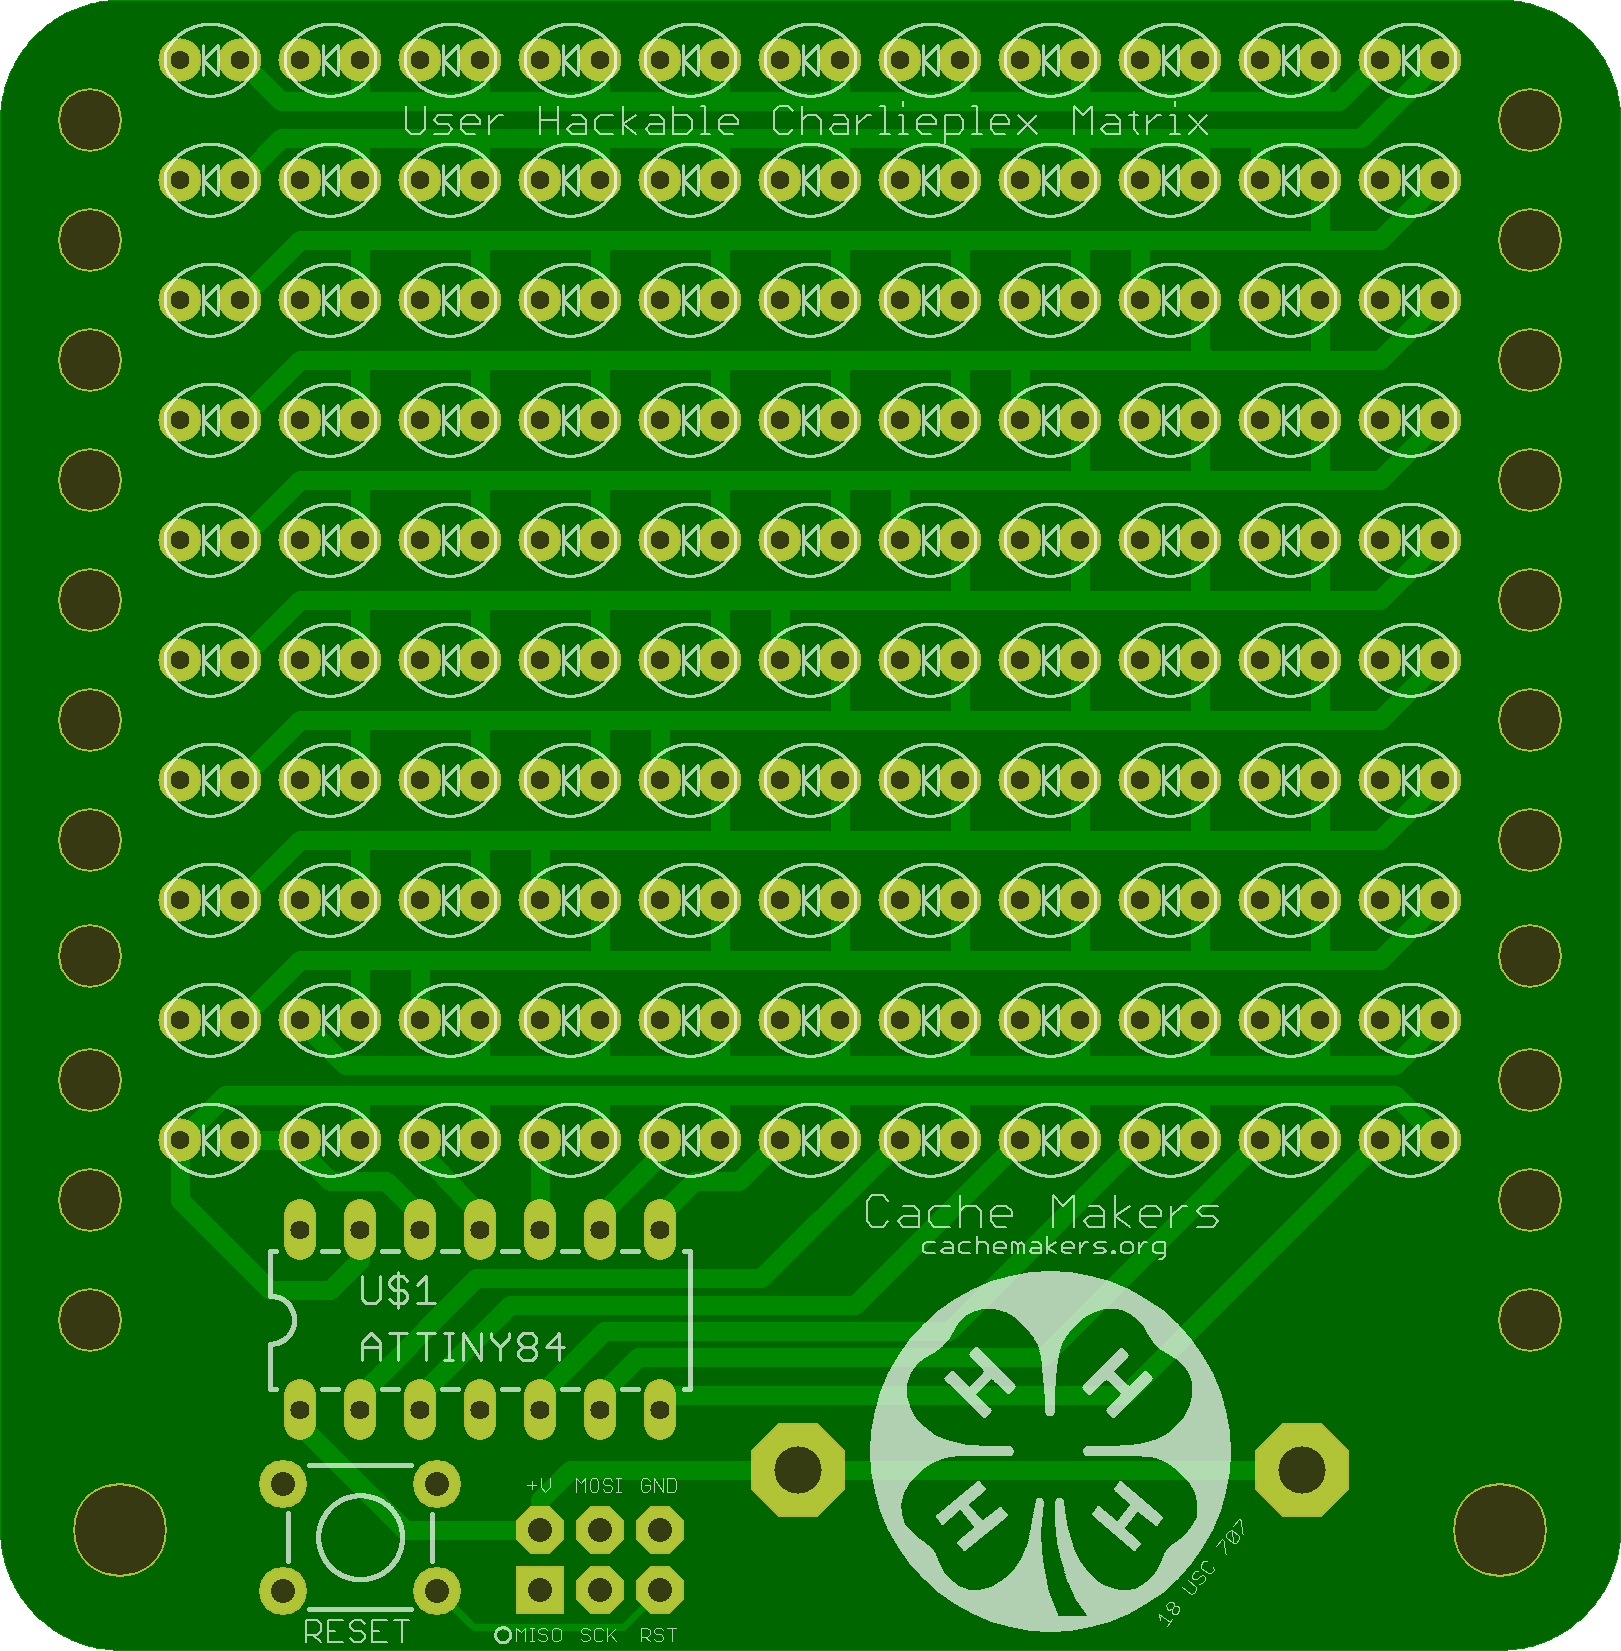 User Hackable Charlieplex Matrix
Cache Makers
cachemakers.org
U$1
ATTINY84
H H
H H
+V MOSI GND
18 USC 707
RESET
MISO SCK RST